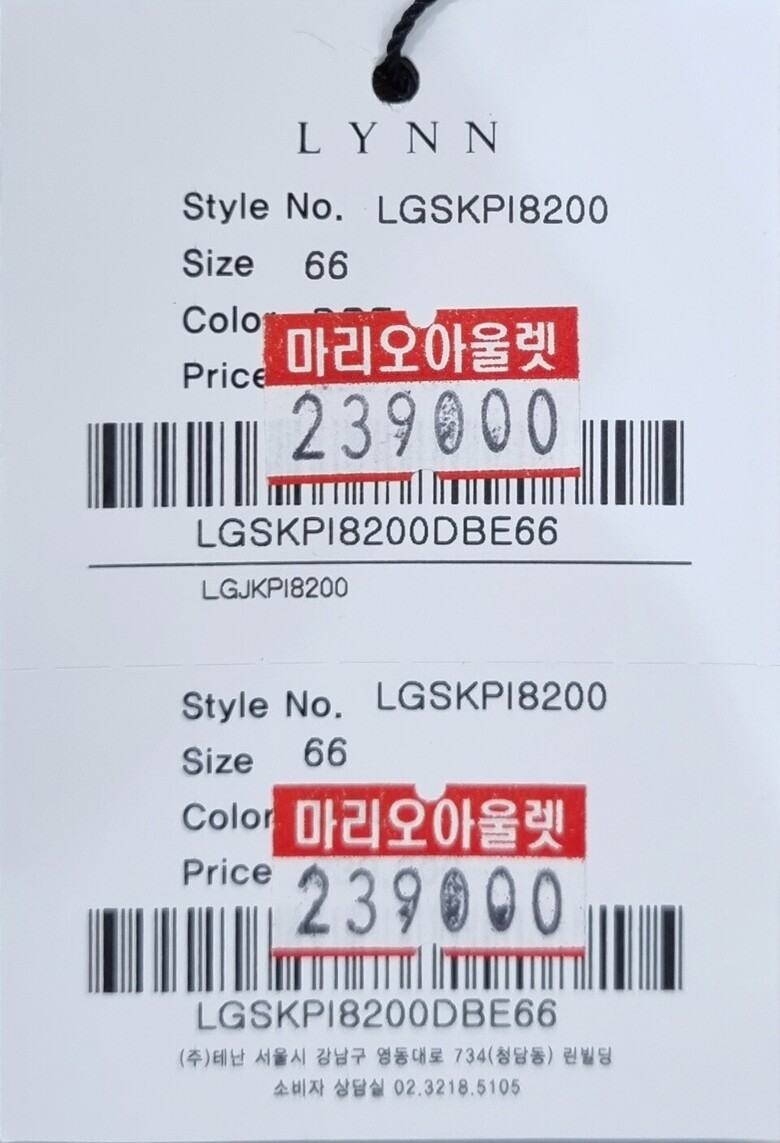 LYNN
Style No. LGSKPI8200
Size 66
Color
Price
마리오아울렛
239000
LGSKPI8200DBE66
LGJKPI8200
Style No. LGSKPI8200
Size 66
Color
Price
마리오아울렛
239000
LGSKPI8200DBE66
(주)테난 서울시 강남구 영동대로 734(청담동) 린빌딩
소비자 상담실 02.3218.5105